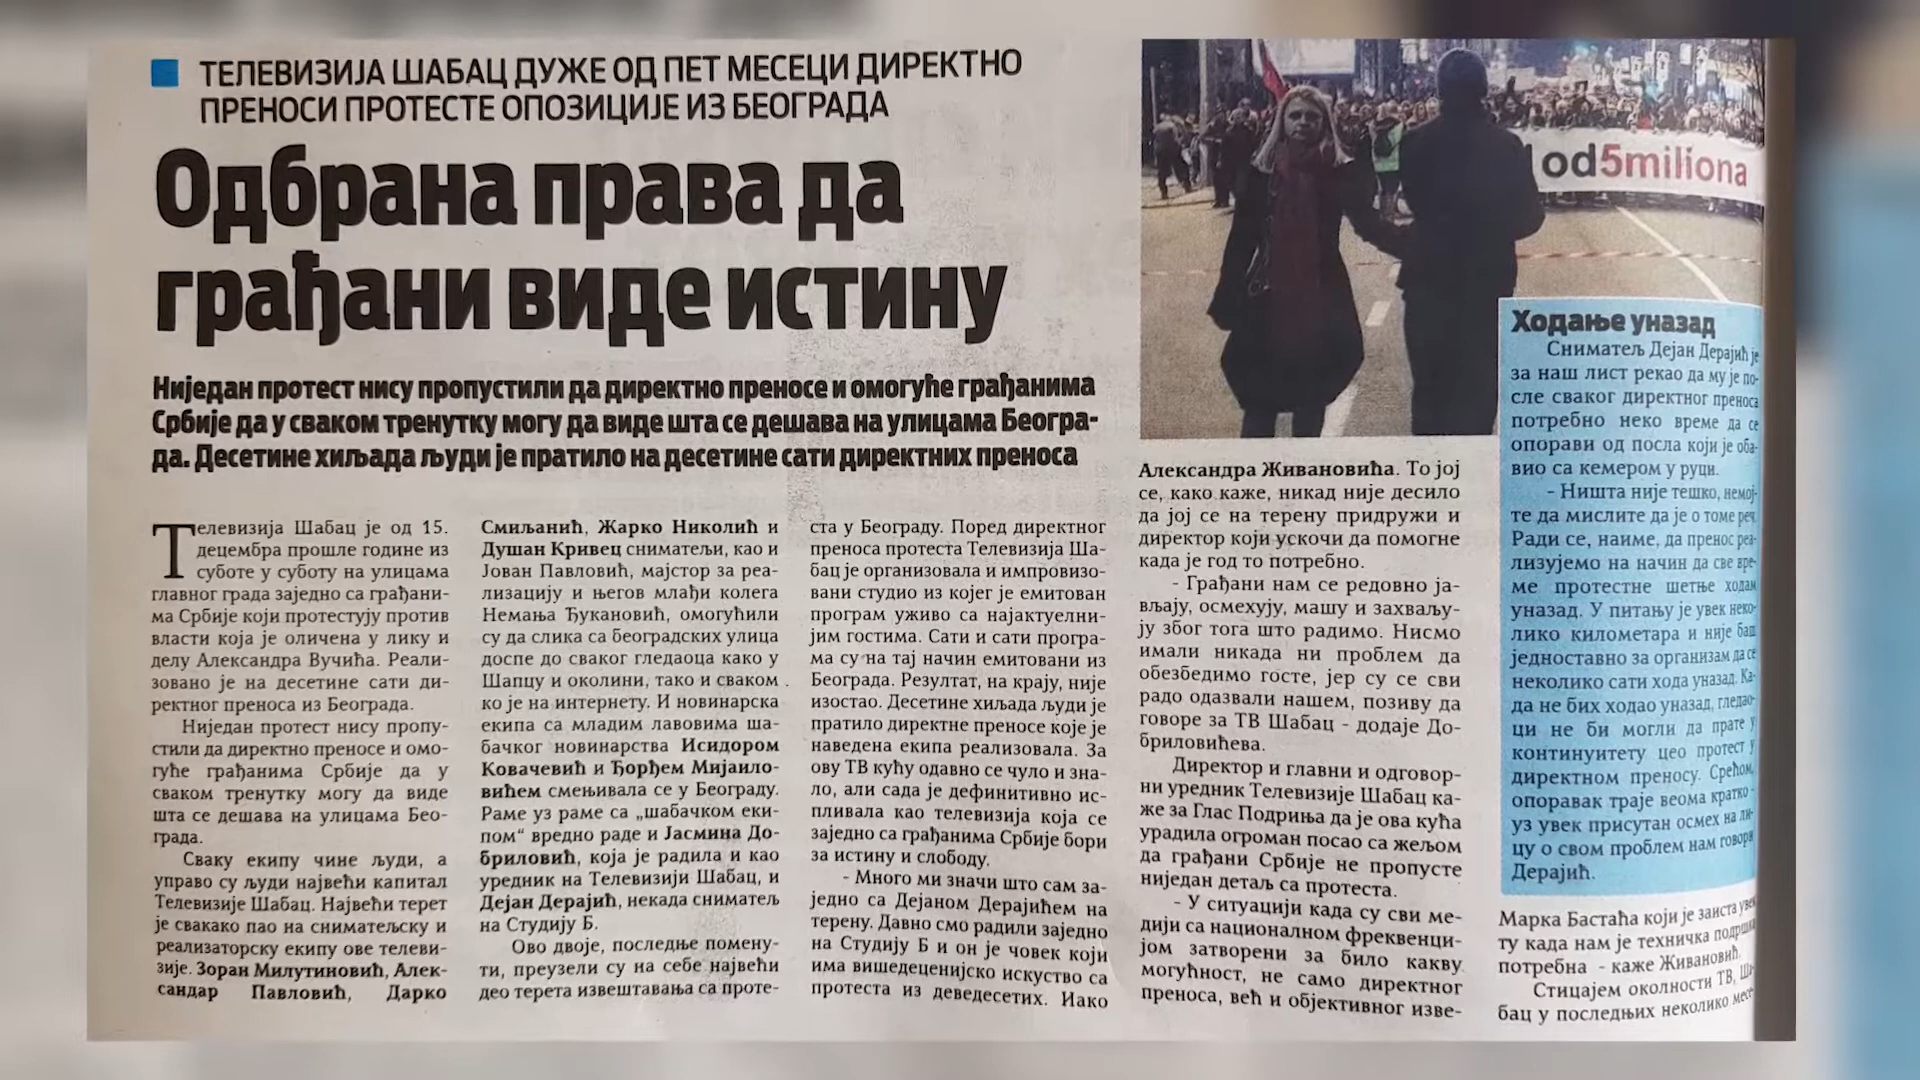 ТЕЛЕВИЗИЈА ШАБАЦ ДУЖЕ ОД ПЕТ МЕСЕЦИ ДИРЕКТНО
ПРЕНОСИ ПРОТЕСТЕ ОПОЗИЦИЈЕ ИЗ БЕОГРАДА
Одбрана права да
грађани виде истину
Ниједан протест нису пропустили да директно преносе и омогуће грађанима
Србије да у сваком тренутку могу да виде шта се дешава на улицама Београ-
да. Десетине хиљада људи је пратило на десетине сати директних преноса
Телевизија Шабац је од 15.
децембра прошле године из
суботе у суботу на улицама
главног града заједно са грађани-
ма Србије који протестују против
власти која је оличена у лику и
делу Александра Вучића. Реали-
зовано је на десетине сати ди-
ректног преноса из Београда.
Ниједан протест нису пропу-
стили да директно преносе и омо-
гуће грађанима Србије да у
сваком тренутку могу да виде
шта се дешава на улицама Бео-
града.
Сваку екипу чине људи, а
управо су људи највећи капитал
Телевизије Шабац. Највећи терет
је свакако пао на сниматељску и
реализаторску екипу ове телеви-
зије. Зоран Милутиновић, Алек-
сандар Павловић, Дарко
Смиљанић, Жарко Николић и
Душан Кривец сниматељи, као и
Јован Павловић, мајстор за реа-
лизацију и његов млађи колега
Немања Ђукановић, омогућили
су да слика са београдских улица
доспе до сваког гледаоца како у
Шапцу и околини, тако и сваком
ко је на интернету. И новинарска
екипа са младим лавовима ша-
бачког новинарства Исидором
Ковачевић и Ђорђем Мијаило-
вићем смењивала се у Београду.
Раме уз раме са „шабачком еки-
пом“ вредно раде и Јасмина До-
бриловић, која је радила и као
уредник на Телевизији Шабац, и
Дејан Дерајић, некада сниматељ
на Студију Б.
Ово двоје, последње помену-
ти, преузели су на себе највећи
део терета извештавања са проте-
ста у Београду. Поред директног
преноса протеста Телевизија Ша-
бац је организовала и импровизо-
вани студио из којег је емитован
програм уживо са најактуелни-
јим гостима. Сати и сати програ-
ма су на тај начин емитовани из
Београда. Резултат, на крају, није
изостао. Десетине хиљада људи је
пратило директне преносе које је
наведена екипа реализовала. За
ову ТВ кућу одавно се чуло и зна-
ло, али сада је дефинитивно ис-
пливала као телевизија која се
заједно са грађанима Србије бори
за истину и слободу.
- Много ми значи што сам за-
једно са Дејаном Дерајићем на
терену. Давно смо радили заједно
на Студију Б и он је човек који
има вишедеценијско искуство са
протеста из деведесетих. Иако
od5miliona
Александра Живановића. То јој
се, како каже, никад није десило
да јој се на терену придружи и
директор који ускочи да помогне
када је год то потребно.
- Грађани нам се редовно ја-
вљају, осмехују, машу и захваљу-
ју због тога што радимо. Нисмо
имали никада ни проблем да
обезбедимо госте, јер су се сви
радо одазвали нашем, позиву да
говоре за ТВ Шабац - додаје До-
бриловићева.
Директор и главни и одговор-
ни уредник Телевизије Шабац ка-
же за Глас Подриња да је ова кућа
урадила огроман посао са жељом
да грађани Србије не пропусте
ниједан детаљ са протеста.
- У ситуацији када су сви ме-
дији са националном фреквенци-
јом затворени за било какву
могућност, не само директног
преноса, већ и објективног изве-
Ходање уназад
Сниматељ Дејан Дерајић је
за наш лист рекао да му је по-
сле сваког директног преноса
потребно неко време да се
опорави од посла који је оба-
вио са кемером у руци.
- Ништа није тешко, немој-
те да мислите да је о томе реч.
Ради се, наиме, да пренос реа-
лизујемо на начин да све вре-
ме протестне шетње ходам
уназад. У питању је увек неко-
лико километара и није баш
једноставно за организам да се
неколико сати хода уназад. Ка-
да не бих ходао уназад, гледао-
ци не би могли да прате у
континуитету цео протест у
директном преносу. Срећом,
опоравак траје веома кратко -
уз увек присутан осмех на ли-
цу о свом проблем нам говори
Дерајић.
Марка Бастаћа који је заиста увек
ту када нам је техничка подршка
потребна - каже Живановић.
Стицајем околности ТВ, Ша-
бац у последњих неколико месе-